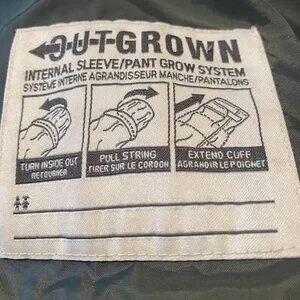 OUTGROWN
INTERNAL SLEEVE/PANT GROW SYSTEM
SYSTÈME INTERNE AGRANDISSEUR MANCHE/PANTALONS
TURN INSIDE OUT
RETOURNER
PULL STRING
TIRER SUR LE CORDON
EXTEND CUFF
AGRANDIR LE POIGNET